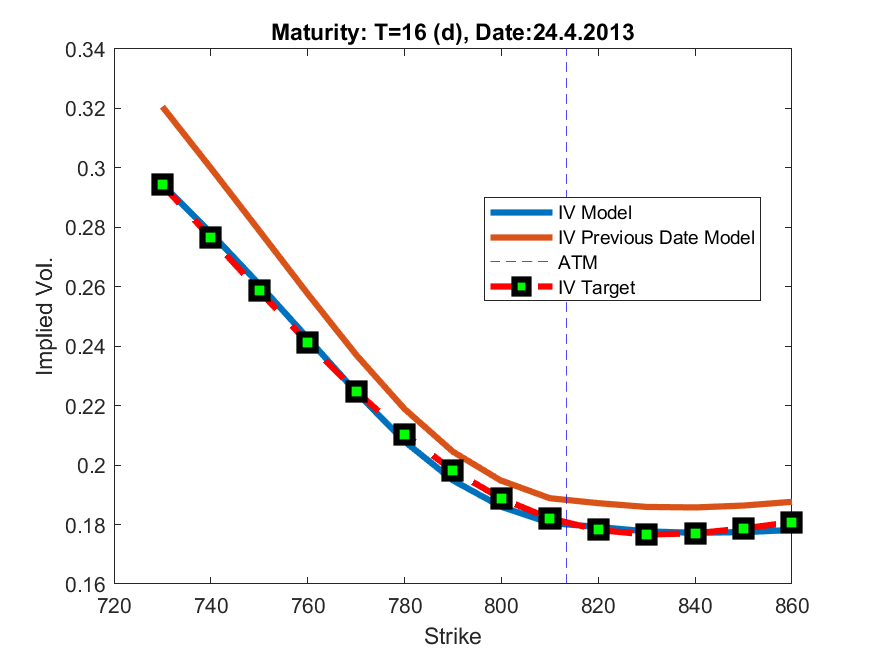 Maturity: T=16 (d), Date:24.4.2013
0.34
0.32
0.3
0.28
0.26
0.24
0.22
0.2
0.18
0.16
Implied Vol.
IV Model
IV Previous Date Model
ATM
IV Target
720
740
760
780
800
820
840
860
Strike